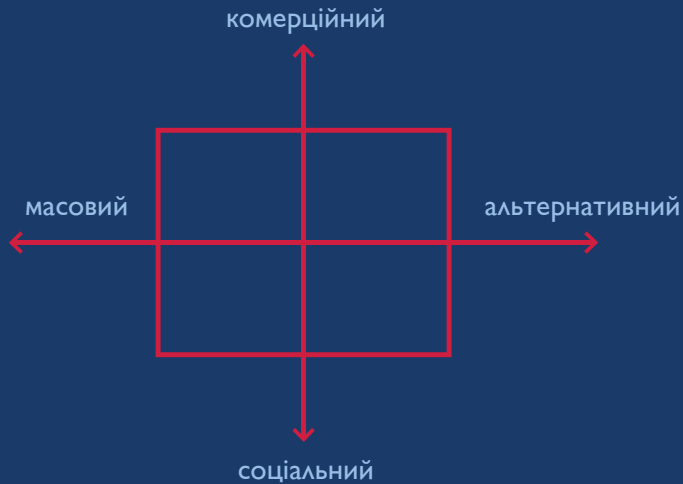 комерційний
масовий
альтернативний
соціальний